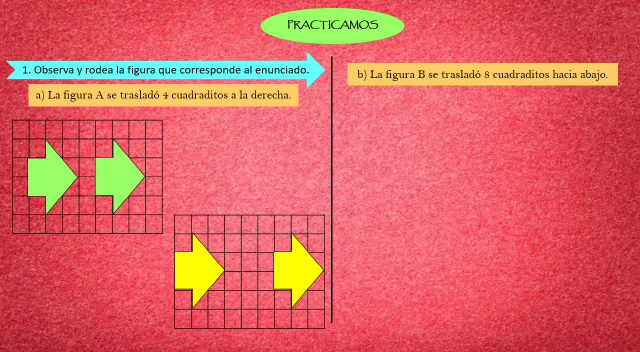 PRACTICAMOS
1. Observa y rodea la figura que corresponde al enunciado.
a) La figura A se trasladó 4 cuadraditos a la derecha.
b) La figura B se trasladó 8 cuadraditos hacia abajo.